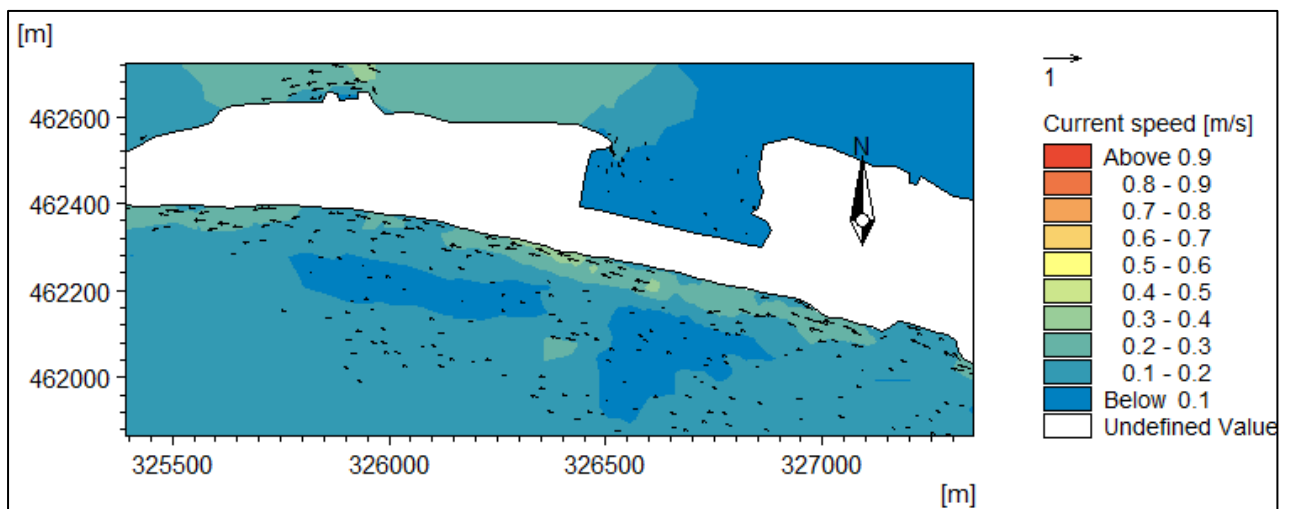 [m]
462600
462400
462200
462000
325500 326000 326500 327000
[m]
N
1
Current speed [m/s]
Above 0.9
0.8 - 0.9
0.7 - 0.8
0.6 - 0.7
0.5 - 0.6
0.4 - 0.5
0.3 - 0.4
0.2 - 0.3
0.1 - 0.2
Below 0.1
Undefined Value